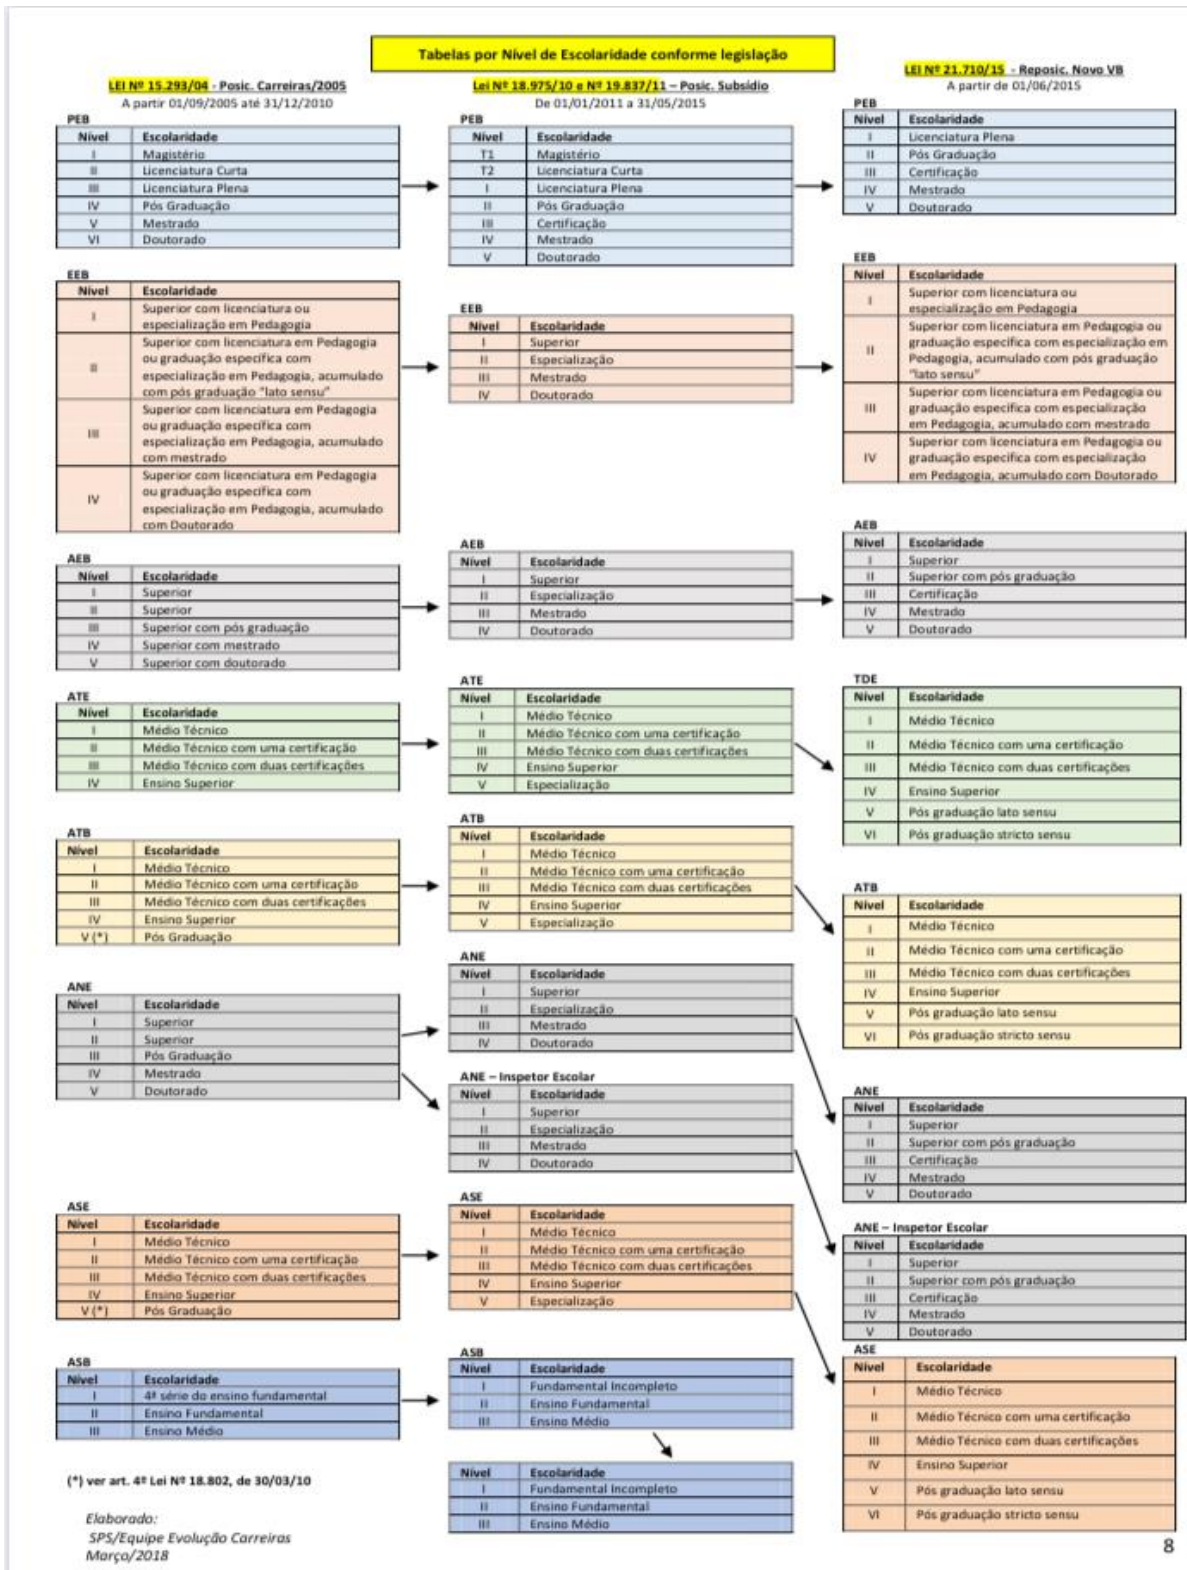 Tabelas por Nível de Escolaridade conforme legislação
LEI Nº 15.293/04 - Posic. Carreiras/2005
A partir 01/09/2005 até 31/12/2010
PEB
Nível Escolaridade
I Magistério
II Licenciatura Curta
III Licenciatura Plena
IV Pós Graduação
V Mestrado
VI Doutorado
EEB
Nível Escolaridade
I Superior com licenciatura ou
especialização em Pedagogia
II Superior com licenciatura em Pedagogia
ou graduação específica com
especialização em Pedagogia, acumulado
com pós graduação "lato sensu"
III Superior com licenciatura em Pedagogia
ou graduação específica com
especialização em Pedagogia, acumulado
com mestrado
IV Superior com licenciatura em Pedagogia
ou graduação específica com
especialização em Pedagogia, acumulado
com Doutorado
AEB
Nível Escolaridade
I Superior
II Superior
III Superior com pós graduação
IV Superior com mestrado
V Superior com doutorado
ATE
Nível Escolaridade
I Médio Técnico
II Médio Técnico com uma certificação
III Médio Técnico com duas certificações
IV Ensino Superior
ATB
Nível Escolaridade
I Médio Técnico
II Médio Técnico com uma certificação
III Médio Técnico com duas certificações
IV Ensino Superior
V (*) Pós Graduação
ANE
Nível Escolaridade
I Superior
II Superior
III Pós Graduação
IV Mestrado
V Doutorado
ASE
Nível Escolaridade
I Médio Técnico
II Médio Técnico com uma certificação
III Médio Técnico com duas certificações
IV Ensino Superior
V (*) Pós Graduação
ASB
Nível Escolaridade
I 4ª série do ensino fundamental
II Ensino Fundamental
III Ensino Médio
(*) ver art. 4º Lei Nº 18.802, de 30/03/10
Elaborado:
SPS/Equipe Evolução Carreiras
Março/2018
Lei Nº 18.975/10 e Nº 19.837/11 – Posic. Subsídio
De 01/01/2011 a 31/05/2015
PEB
Nível Escolaridade
T1 Magistério
T2 Licenciatura Curta
I Licenciatura Plena
II Pós Graduação
III Certificação
IV Mestrado
V Doutorado
EEB
Nível Escolaridade
I Superior
II Especialização
III Mestrado
IV Doutorado
AEB
Nível Escolaridade
I Superior
II Especialização
III Mestrado
IV Doutorado
ATE
Nível Escolaridade
I Médio Técnico
II Médio Técnico com uma certificação
III Médio Técnico com duas certificações
IV Ensino Superior
V Especialização
ATB
Nível Escolaridade
I Médio Técnico
II Médio Técnico com uma certificação
III Médio Técnico com duas certificações
IV Ensino Superior
V Especialização
ANE
Nível Escolaridade
I Superior
II Especialização
III Mestrado
IV Doutorado
ANE – Inspetor Escolar
Nível Escolaridade
I Superior
II Especialização
III Mestrado
IV Doutorado
ASE
Nível Escolaridade
I Médio Técnico
II Médio Técnico com uma certificação
III Médio Técnico com duas certificações
IV Ensino Superior
V Especialização
ASB
Nível Escolaridade
I Fundamental Incompleto
II Ensino Fundamental
III Ensino Médio
Nível Escolaridade
I Fundamental Incompleto
II Ensino Fundamental
III Ensino Médio
LEI Nº 21.710/15 - Reposic. Novo VB
A partir de 01/06/2015
PEB
Nível Escolaridade
I Licenciatura Plena
II Pós Graduação
III Certificação
IV Mestrado
V Doutorado
EEB
Nível Escolaridade
I Superior com licenciatura ou
especialização em Pedagogia
II Superior com licenciatura em Pedagogia ou
graduação específica com especialização em
Pedagogia, acumulado com pós graduação
"lato sensu"
III Superior com licenciatura em Pedagogia ou
graduação específica com especialização
em Pedagogia, acumulado com mestrado
IV Superior com licenciatura em Pedagogia ou
graduação específica com especialização
em Pedagogia, acumulado com Doutorado
AEB
Nível Escolaridade
I Superior
II Superior com pós graduação
III Certificação
IV Mestrado
V Doutorado
TDE
Nível Escolaridade
I Médio Técnico
II Médio Técnico com uma certificação
III Médio Técnico com duas certificações
IV Ensino Superior
V Pós graduação lato sensu
VI Pós graduação stricto sensu
ATB
Nível Escolaridade
I Médio Técnico
II Médio Técnico com uma certificação
III Médio Técnico com duas certificações
IV Ensino Superior
V Pós graduação lato sensu
VI Pós graduação stricto sensu
ANE
Nível Escolaridade
I Superior
II Superior com pós graduação
III Certificação
IV Mestrado
V Doutorado
ANE – Inspetor Escolar
Nível Escolaridade
I Superior
II Superior com pós graduação
III Certificação
IV Mestrado
V Doutorado
ASE
Nível Escolaridade
I Médio Técnico
II Médio Técnico com uma certificação
III Médio Técnico com duas certificações
IV Ensino Superior
V Pós graduação lato sensu
VI Pós graduação stricto sensu
8